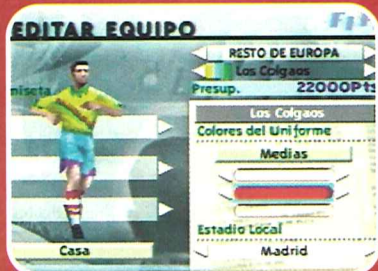 EDITAR EQUIPO
RESTO DE EUROPA
Los Colgaos
miseta
Presup. 22000Pts
Los Colgaos
Colores del Uniforme
Medias
Estadio Local
Casa
Madrid